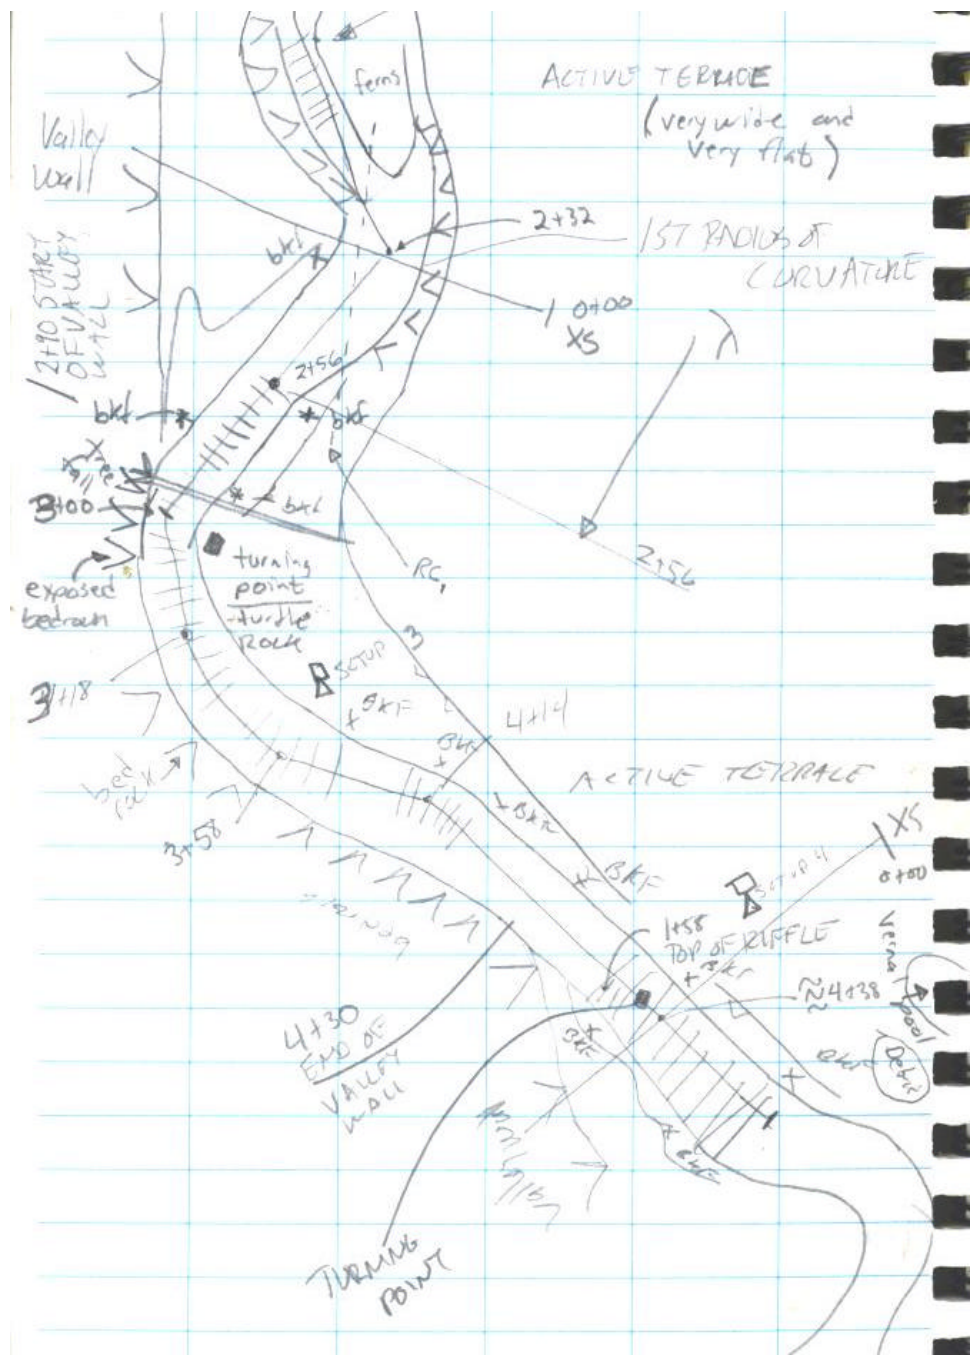 ferns
ACTIVE TERRACE
(very wide and
very flat)
Valley
Wall
2+32
1ST RADIUS OF
CURVATURE
bkf
0+00
XS
2+90 START
OF VALLEY
WALL
2+56
bkf
bkf
tree
3+00
bkf
2+56
exposed
bedrock
turning
point
turtle
Rock
RC1
SETUP
3+18
BKF
4+14
BKF
bed
rock
ACTIVE TERRACE
BKF
3+58
BKF
XS
0+00
SETUP 4
1+58
TOP OF RIFFLE
BKF
vernal pool
≈4+38
4+30
END OF
VALLEY
WALL
BKF
BKF
Debris
BKF
TURNING
POINT